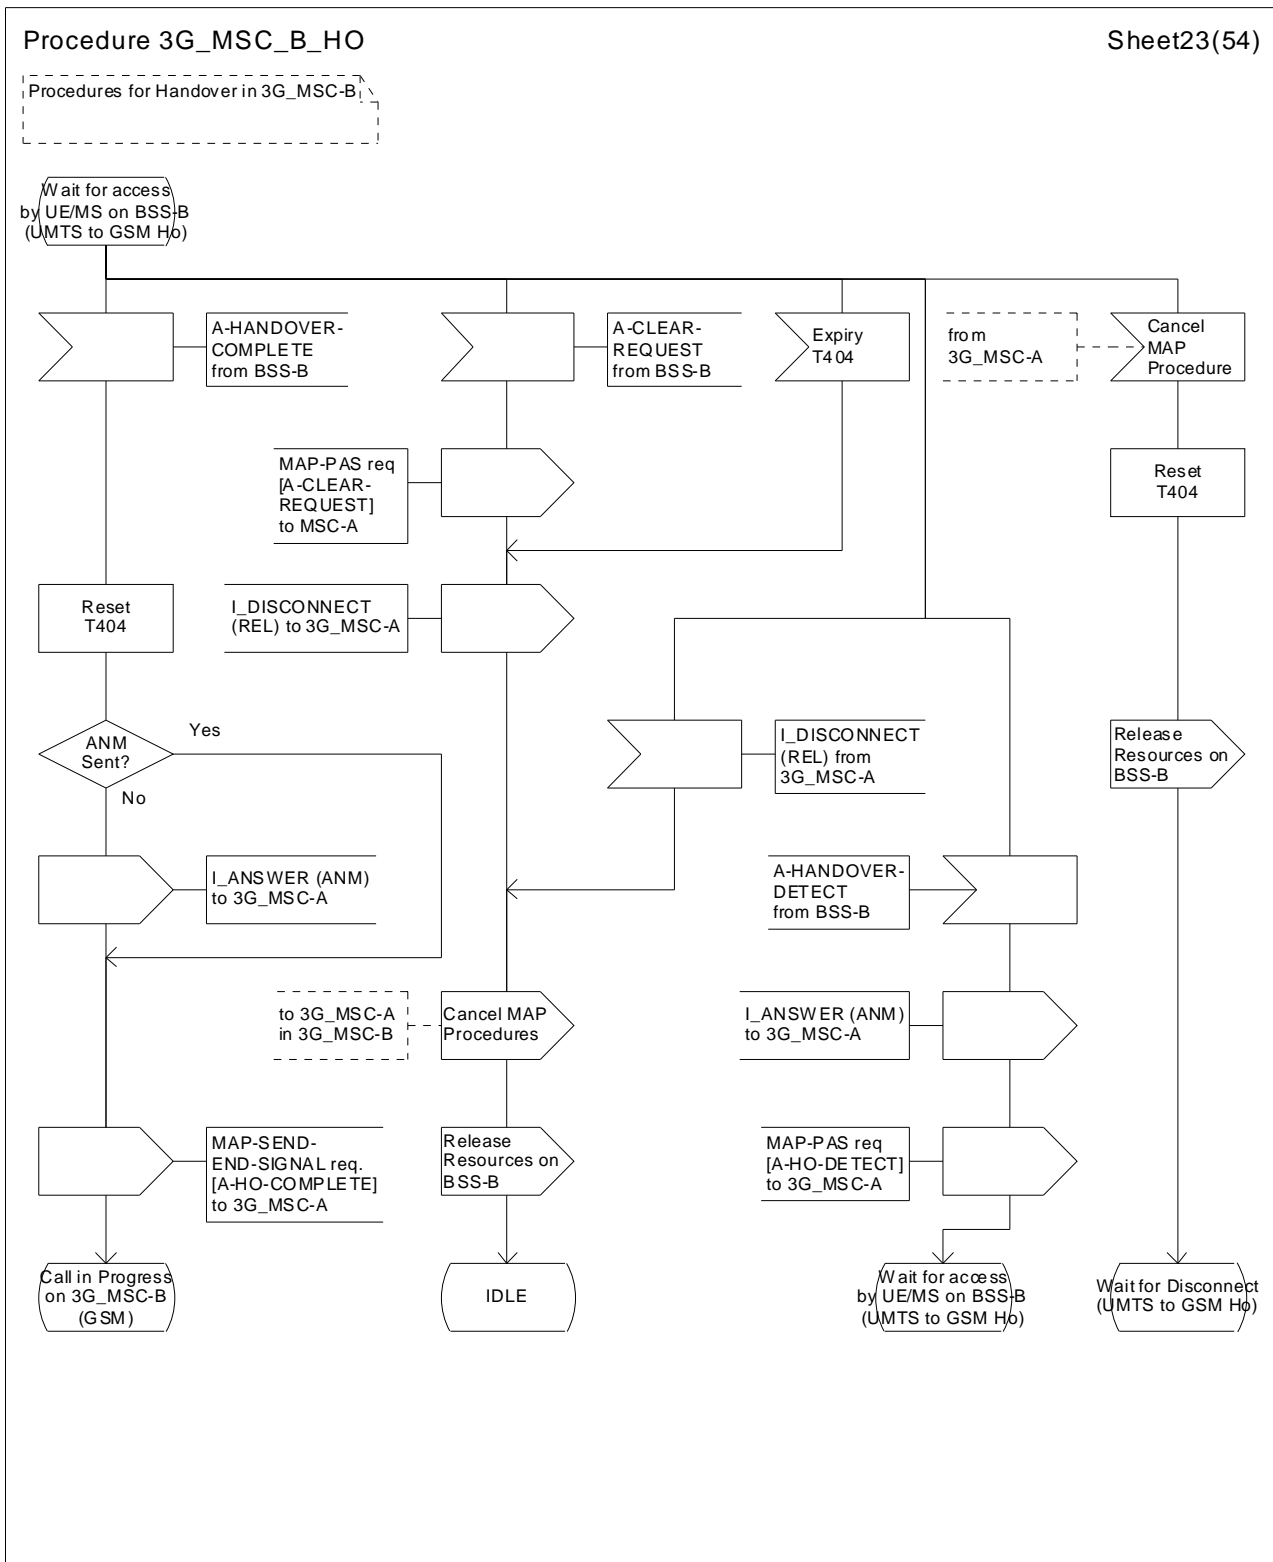 Procedure 3G_MSC_B_HO
Sheet23(54)
Procedures for Handover in 3G_MSC-B
Wait for access
by UE/MS on BSS-B
(UMTS to GSM Ho)
A-HANDOVER-
COMPLETE
from BSS-B
A-CLEAR-
REQUEST
from BSS-B
Expiry
T404
from
3G_MSC-A
Cancel
MAP
Procedure
MAP-PAS req
[A-CLEAR-
REQUEST]
to MSC-A
Reset
T404
Reset
T404
I_DISCONNECT
(REL) to 3G_MSC-A
ANM
Sent?
Yes
No
I_DISCONNECT
(REL) from
3G_MSC-A
Release
Resources on
BSS-B
I_ANSWER (ANM)
to 3G_MSC-A
A-HANDOVER-
DETECT
from BSS-B
to 3G_MSC-A
in 3G_MSC-B
Cancel MAP
Procedures
I_ANSWER (ANM)
to 3G_MSC-A
MAP-SEND-
END-SIGNAL req.
[A-HO-COMPLETE]
to 3G_MSC-A
Release
Resources on
BSS-B
MAP-PAS req
[A-HO-DETECT]
to 3G_MSC-A
Call in Progress
on 3G_MSC-B
(GSM)
IDLE
Wait for access
by UE/MS on BSS-B
(UMTS to GSM Ho)
Wait for Disconnect
(UMTS to GSM Ho)